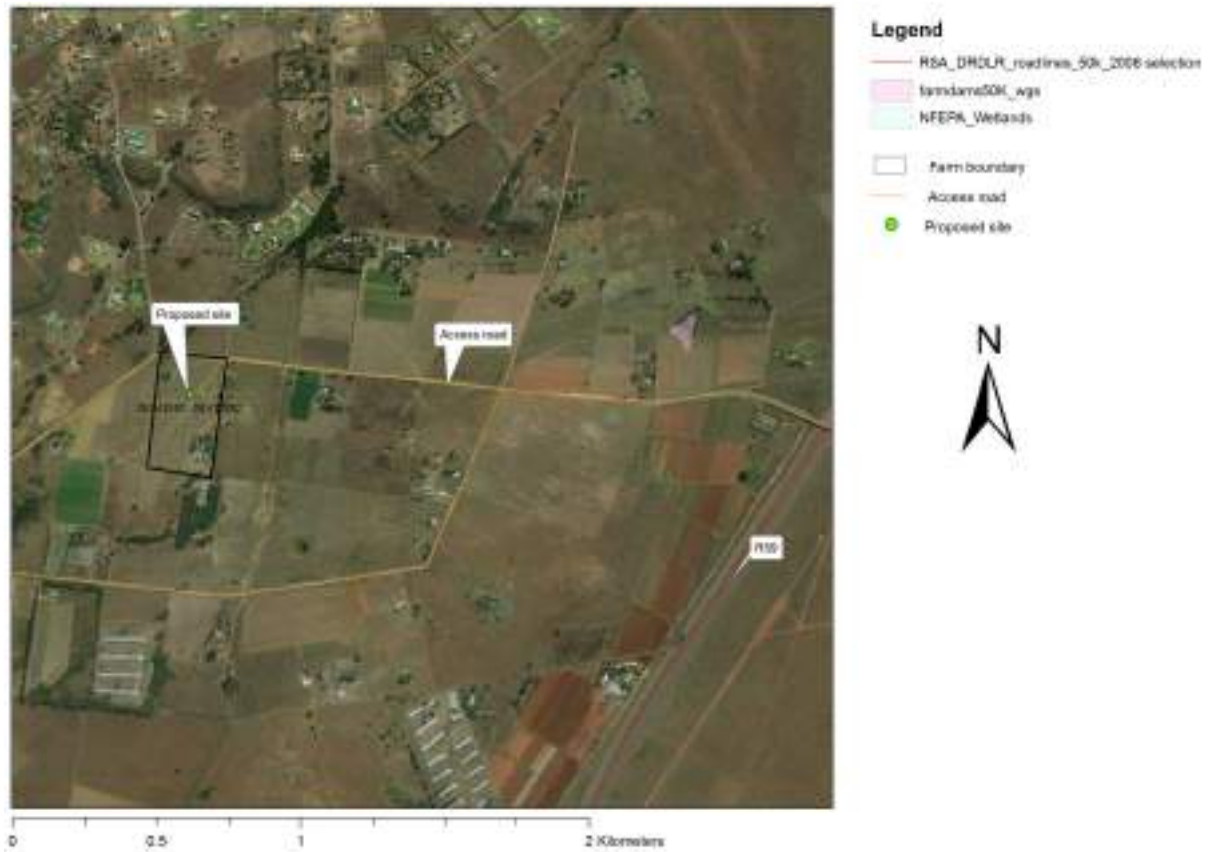 Legend
RSA_DRDLR_roadlines_50k_2006 selection
farmdams50K_wgs
NFEPA_Wetlands
Farm boundary
Access road
Proposed site
N
Proposed site
Access road
R59
0 0.5 1 2 Kilometers